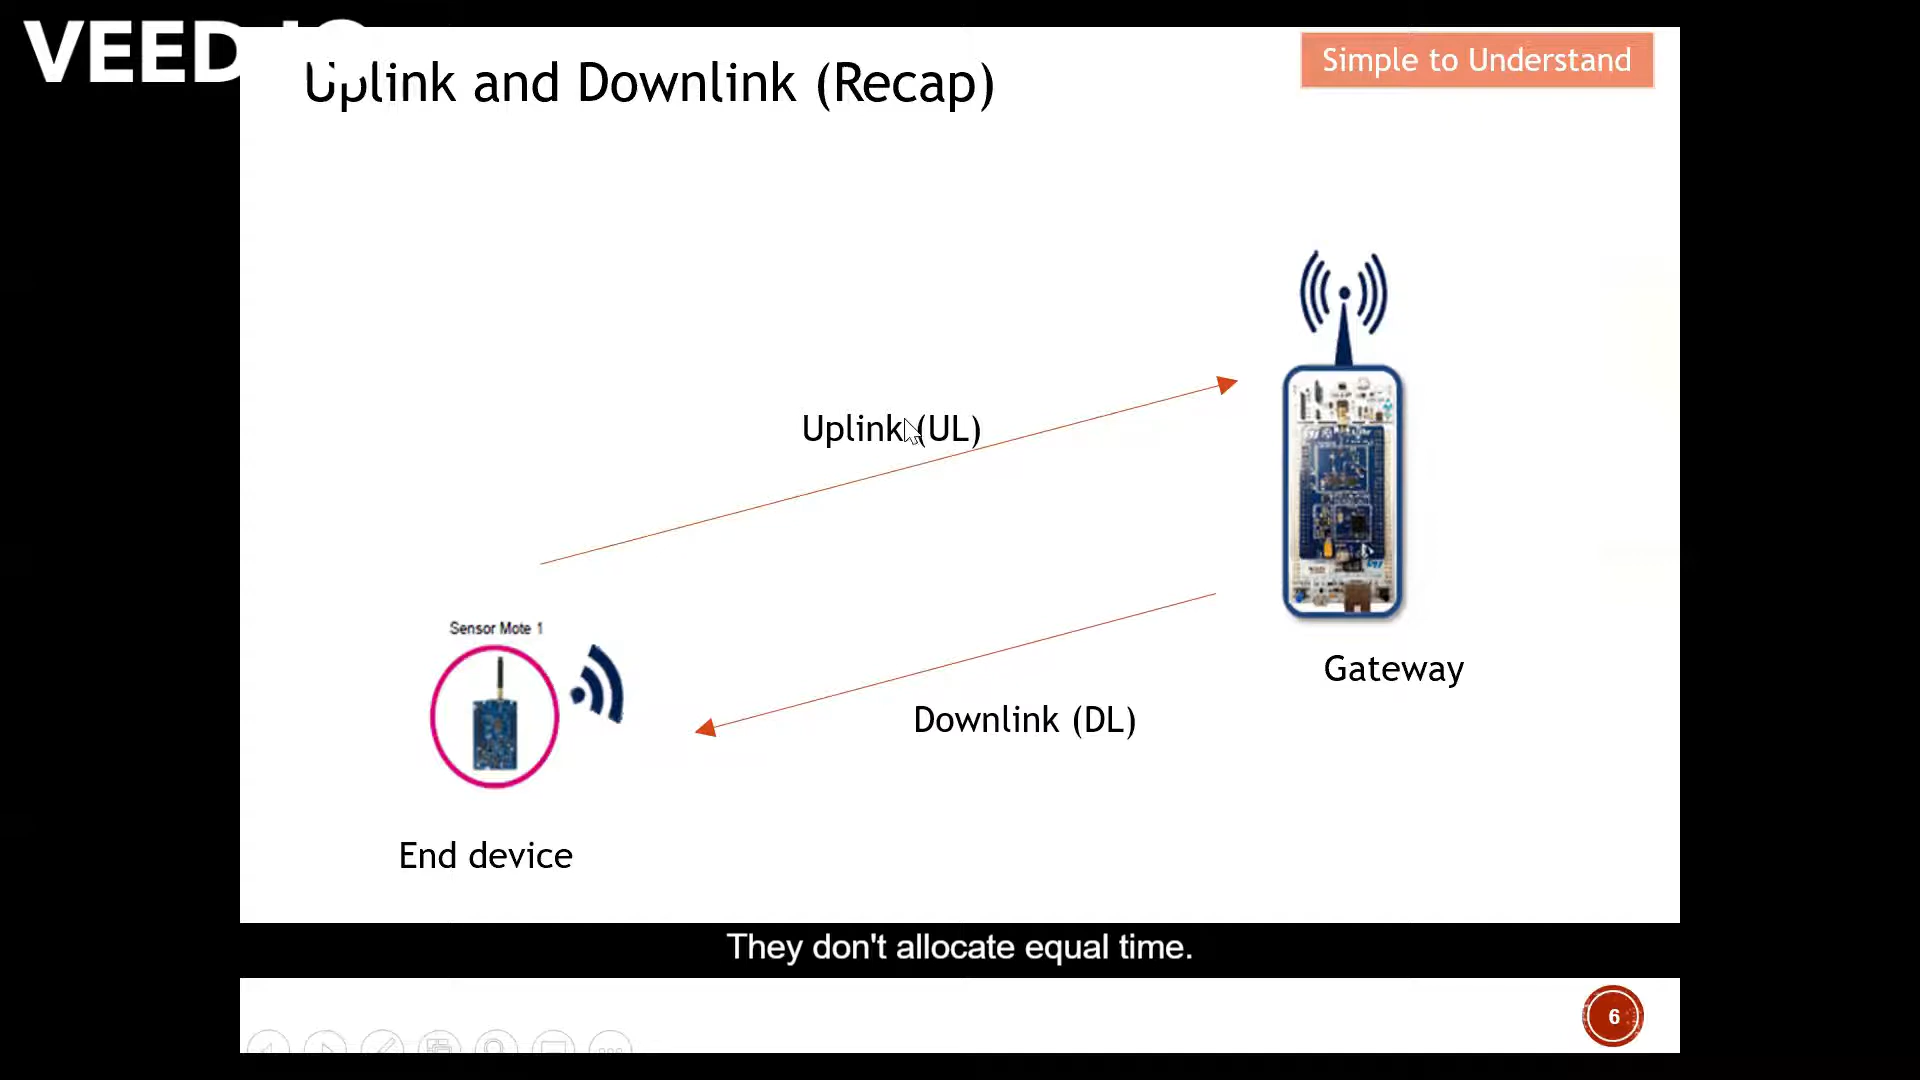 VEED.IO
Uplink and Downlink (Recap)
Simple to Understand
Uplink (UL)
Sensor Mote 1
Gateway
Downlink (DL)
End device
They don't allocate equal time.
6